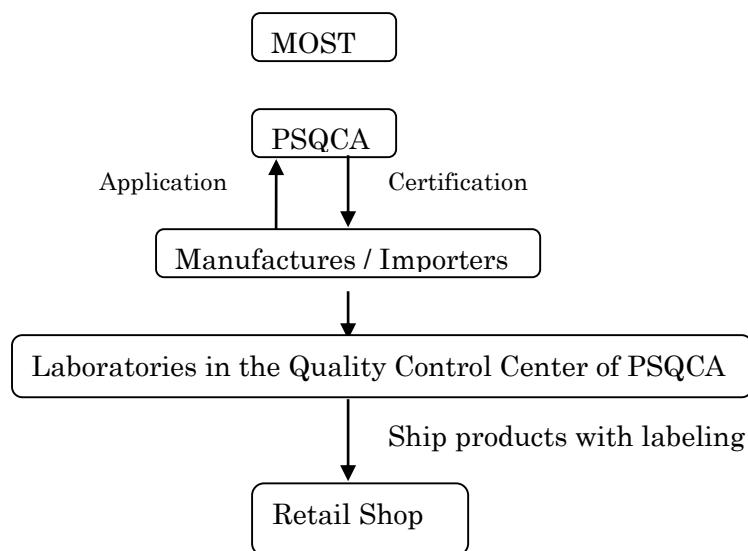 MOST
PSQCA
Application
Certification
Manufactures / Importers
Laboratories in the Quality Control Center of PSQCA
Ship products with labeling
Retail Shop